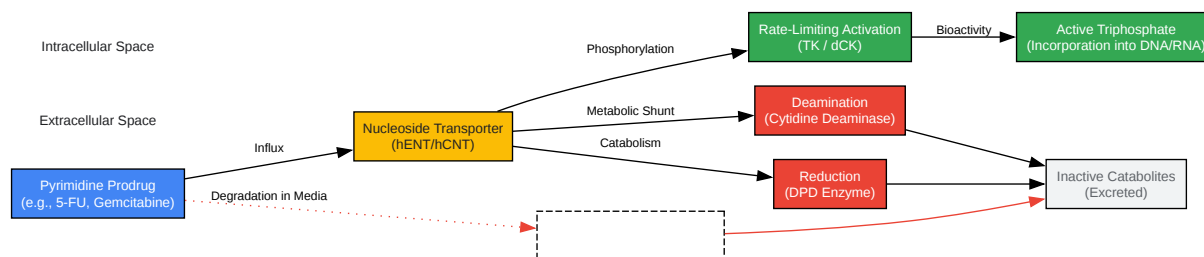 Intracellular Space
Extracellular Space
Pyrimidine Prodrug
(e.g., 5-FU, Gemcitabine)
Influx
Degradation in Media
Nucleoside Transporter
(hENT/hCNT)
Phosphorylation
Metabolic Shunt
Catabolism
Rate-Limiting Activation
(TK / dCK)
Bioactivity
Active Triphosphate
(Incorporation into DNA/RNA)
Deamination
(Cytidine Deaminase)
Reduction
(DPD Enzyme)
Inactive Catabolites
(Excreted)